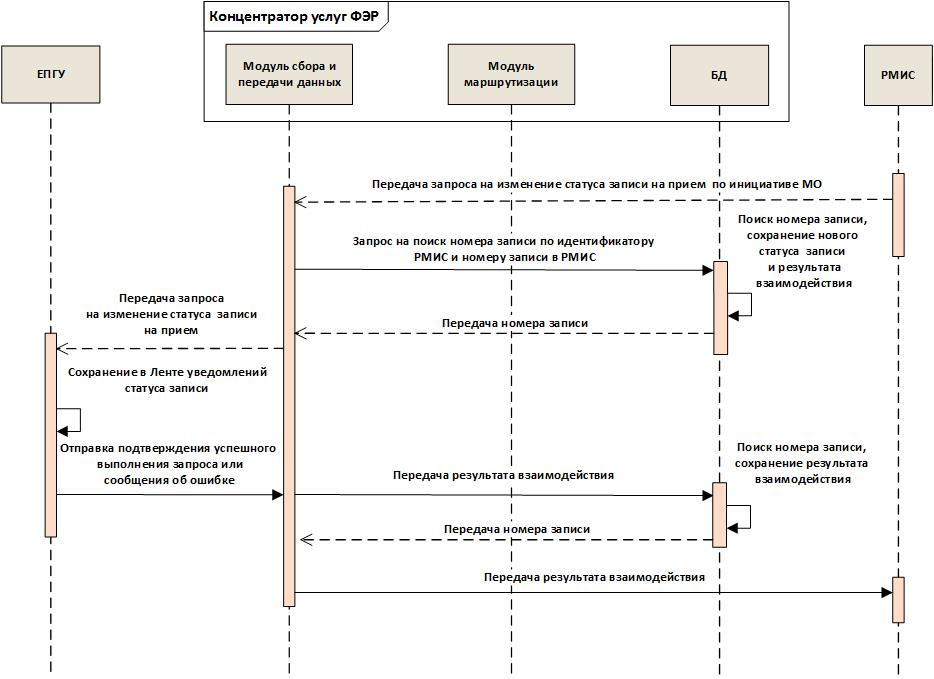 Концентратор услуг ФЭР
ЕПГУ
Модуль сбора и
передачи данных
Модуль
маршрутизации
БД
РМИС
Передача запроса на изменение статуса записи на прием по инициативе МО
Поиск номера записи,
сохранение нового
статуса записи
и результата
взаимодействия
Запрос на поиск номера записи по идентификатору
РМИС и номеру записи в РМИС
Передача запроса
на изменение статуса записи
на прием
Передача номера записи
Сохранение в Ленте уведомлений
статуса записи
Отправка подтверждения успешного
выполнения запроса или
сообщения об ошибке
Передача результата взаимодействия
Поиск номера записи,
сохранение результата
взаимодействия
Передача номера записи
Передача результата взаимодействия